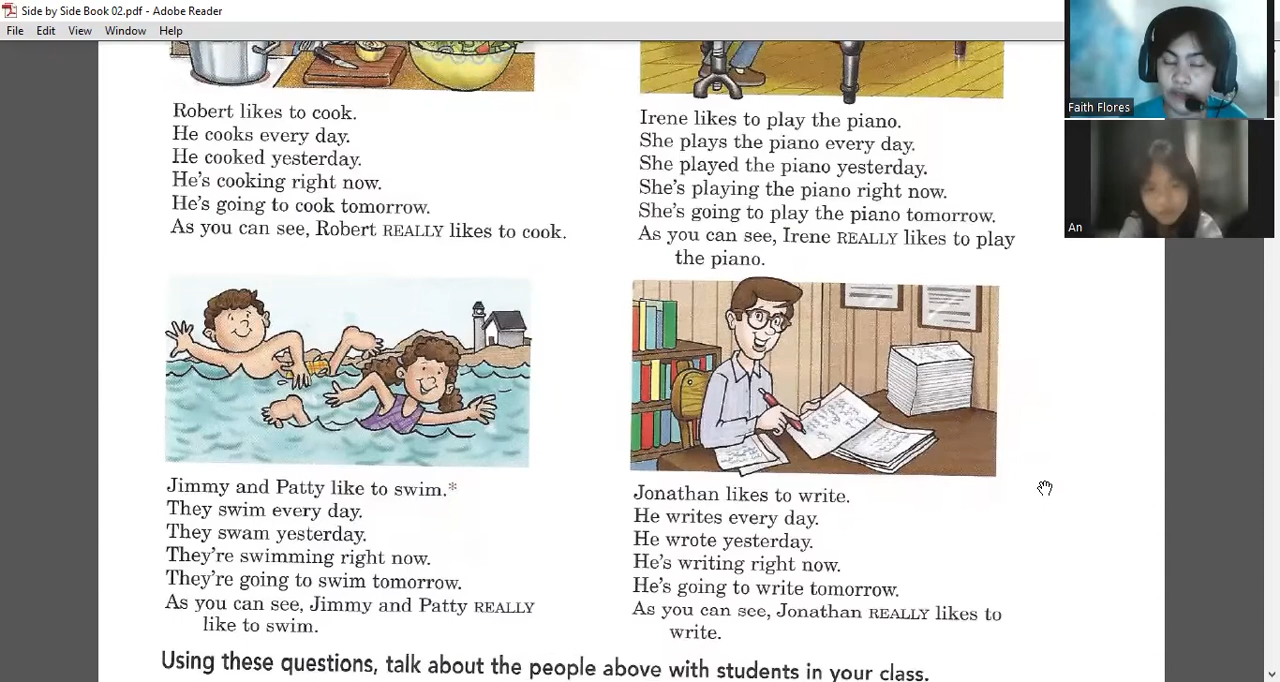 Side by Side Book 02.pdf - Adobe Reader
File Edit View Window Help
Robert likes to cook.
He cooks every day.
He cooked yesterday.
He's cooking right now.
He's going to cook tomorrow.
As you can see, Robert REALLY likes to cook.
Irene likes to play the piano.
She plays the piano every day.
She played the piano yesterday.
She's playing the piano right now.
She's going to play the piano tomorrow.
As you can see, Irene REALLY likes to play
the piano.
Jimmy and Patty like to swim.*
They swim every day.
They swam yesterday.
They're swimming right now.
They're going to swim tomorrow.
As you can see, Jimmy and Patty REALLY
like to swim.
Jonathan likes to write.
He writes every day.
He wrote yesterday.
He's writing right now.
He's going to write tomorrow.
As you can see, Jonathan REALLY likes to
write.
Using these questions, talk about the people above with students in your class.
Faith Flores
An